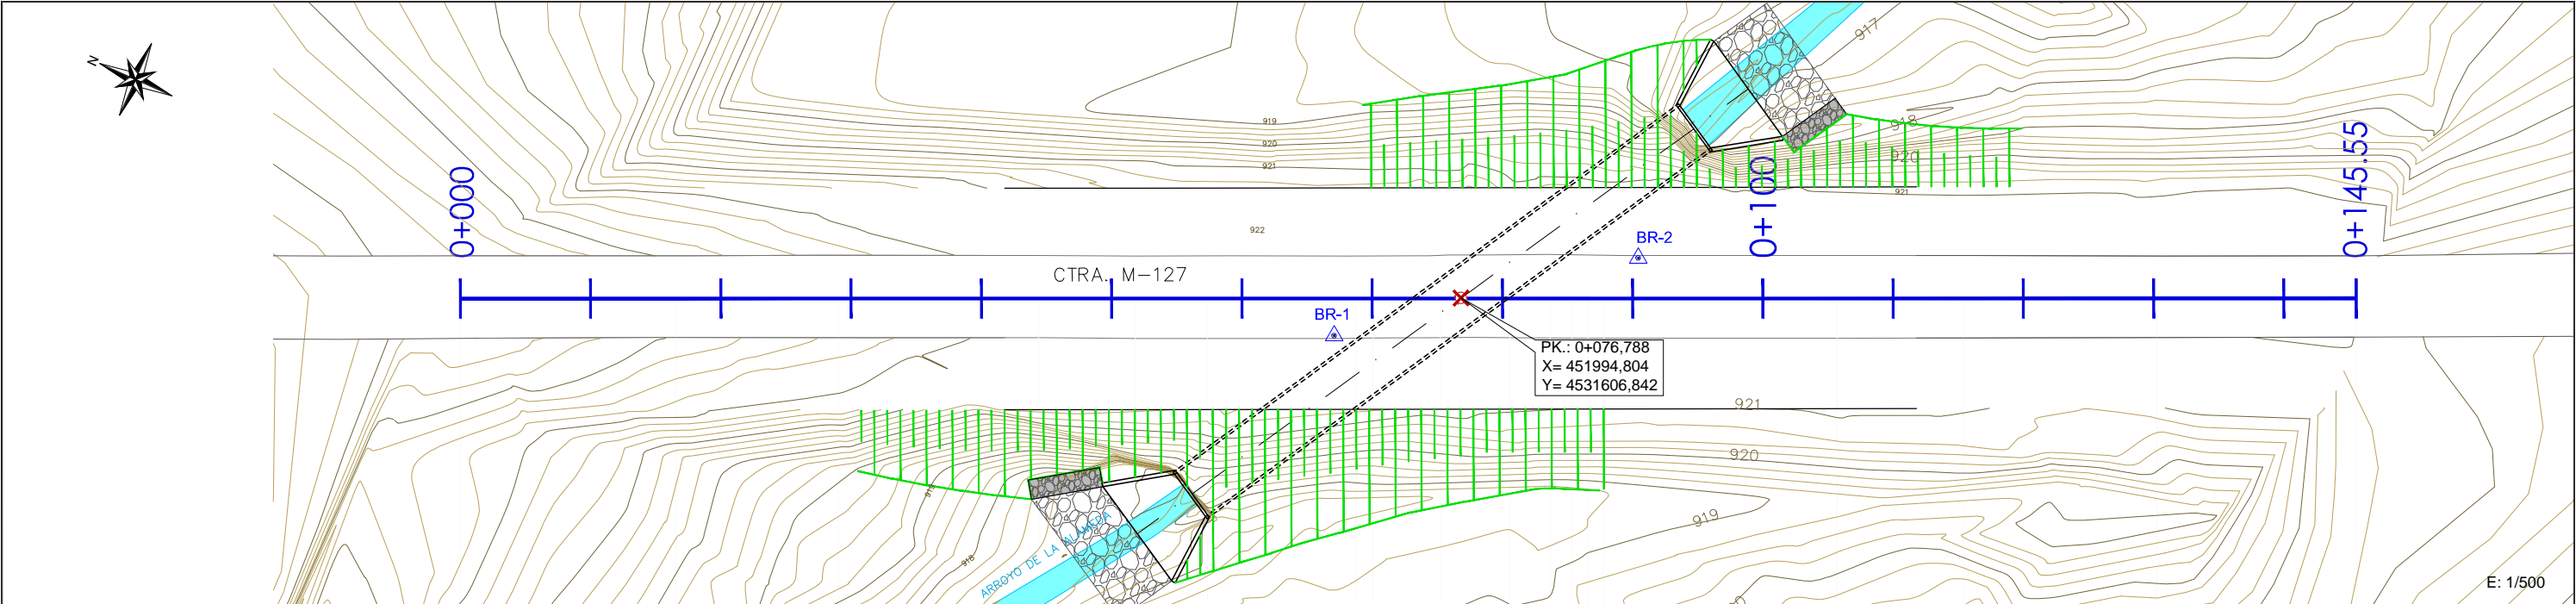 N
917
919
918
920
920
921
921
922
0+000
0+100
0+145.55
BR-2
CTRA. M-127
BR-1
PK.: 0+076,788
X= 451994,804
Y= 4531606,842
921
920
919
918
ARROYO DE LA ALAMEDA
E: 1/500